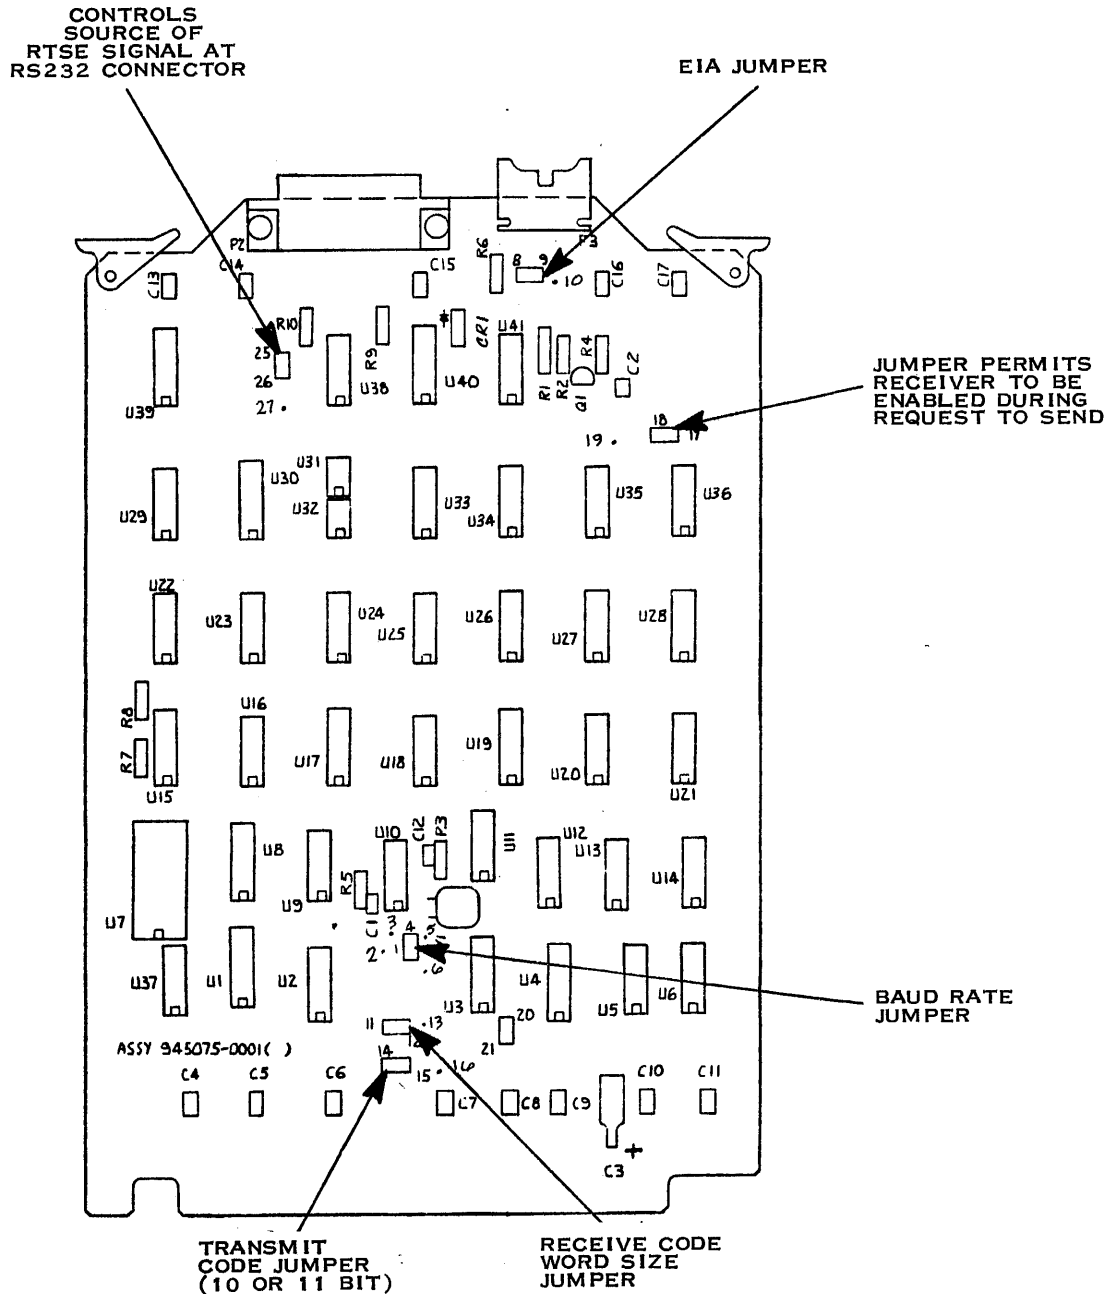 CONTROLS
SOURCE OF
RTSE SIGNAL AT
RS232 CONNECTOR
EIA JUMPER
P2
P3
C13
C14
C15
R6
8
9
10
C16
C17
R10
R9
CR1
U41
R1
R2
R4
Q1
C2
25
26
27
U39
U38
U40
JUMPER PERMITS
RECEIVER TO BE
ENABLED DURING
REQUEST TO SEND
18
17
19
U29
U30
U31
U32
U33
U34
U35
U36
U22
U23
U24
U25
U26
U27
U28
R8
R7
U15
U16
U17
U18
U19
U20
U21
U7
U8
U9
R5
C1
U10
C12
R3
U11
U12
U13
U14
3
4
5
2
1
6
U37
U1
U2
U3
U4
U5
U6
BAUD RATE
JUMPER
11
12
13
20
21
ASSY 945075-0001( )
14
15
16
C4
C5
C6
C7
C8
C9
C10
C11
+
C3
TRANSMIT
CODE JUMPER
(10 OR 11 BIT)
RECEIVE CODE
WORD SIZE
JUMPER